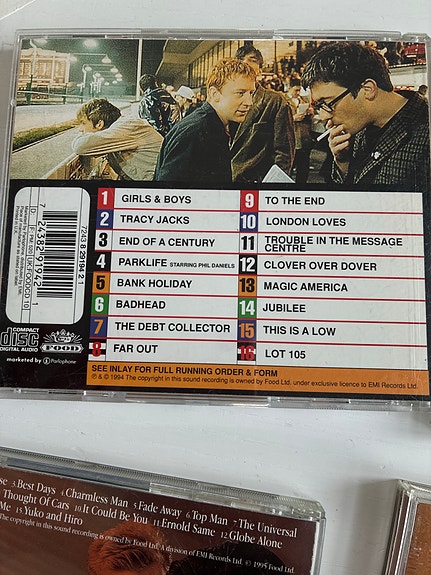 1 GIRLS & BOYS
2 TRACY JACKS
3 END OF A CENTURY
4 PARKLIFE STARRING PHIL DANIELS
5 BANK HOLIDAY
6 BADHEAD
7 THE DEBT COLLECTOR
8 FAR OUT
9 TO THE END
10 LONDON LOVES
11 TROUBLE IN THE MESSAGE
CENTRE
12 CLOVER OVER DOVER
13 MAGIC AMERICA
14 JUBILEE
15 THIS IS A LOW
16 LOT 105
SEE INLAY FOR FULL RUNNING ORDER & FORM
℗ & © 1994 The copyright in this sound recording is owned by Food Ltd. under exclusive licence to EMI Records Ltd.
7243 8 29194 2 1
7 24382 91942 1
COMPACT
disc
DIGITAL AUDIO
FOOD
marketed by Parlophone
se 3.Best Days 4.Charmless Man 5.Fade Away 6.Top Man 7.The Universal
Thought Of Cars 10.It Could Be You 11.Ernold Same 12.Globe Alone
Me 15.Yuko and Hiro
The copyright in this sound recording is owned by Food Ltd. A division of EMI Records Ltd. © 1995 Food Ltd.